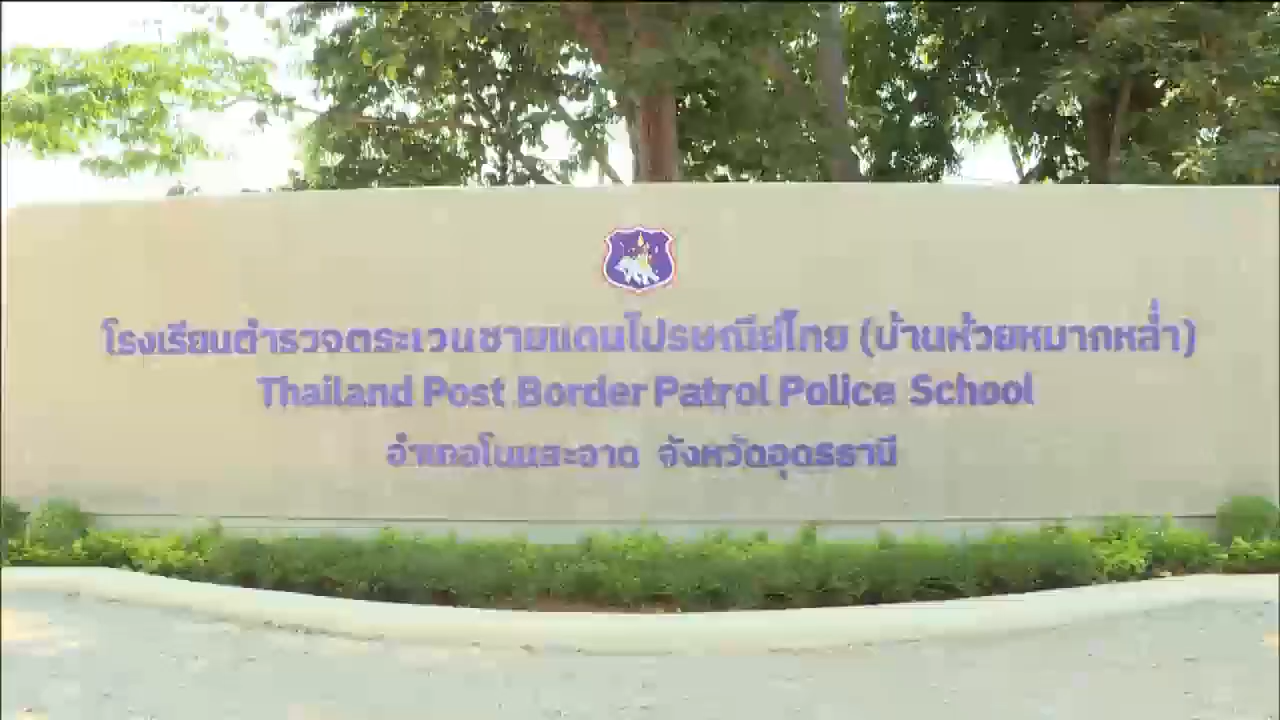 โรงเรียนตำรวจตระเวนชายแดนไปรษณีย์ไทย (บ้านห้วยหมากหล่ำ)
Thailand Post Border Patrol Police School
อำเภอโนนสะอาด จังหวัดอุดรธานี